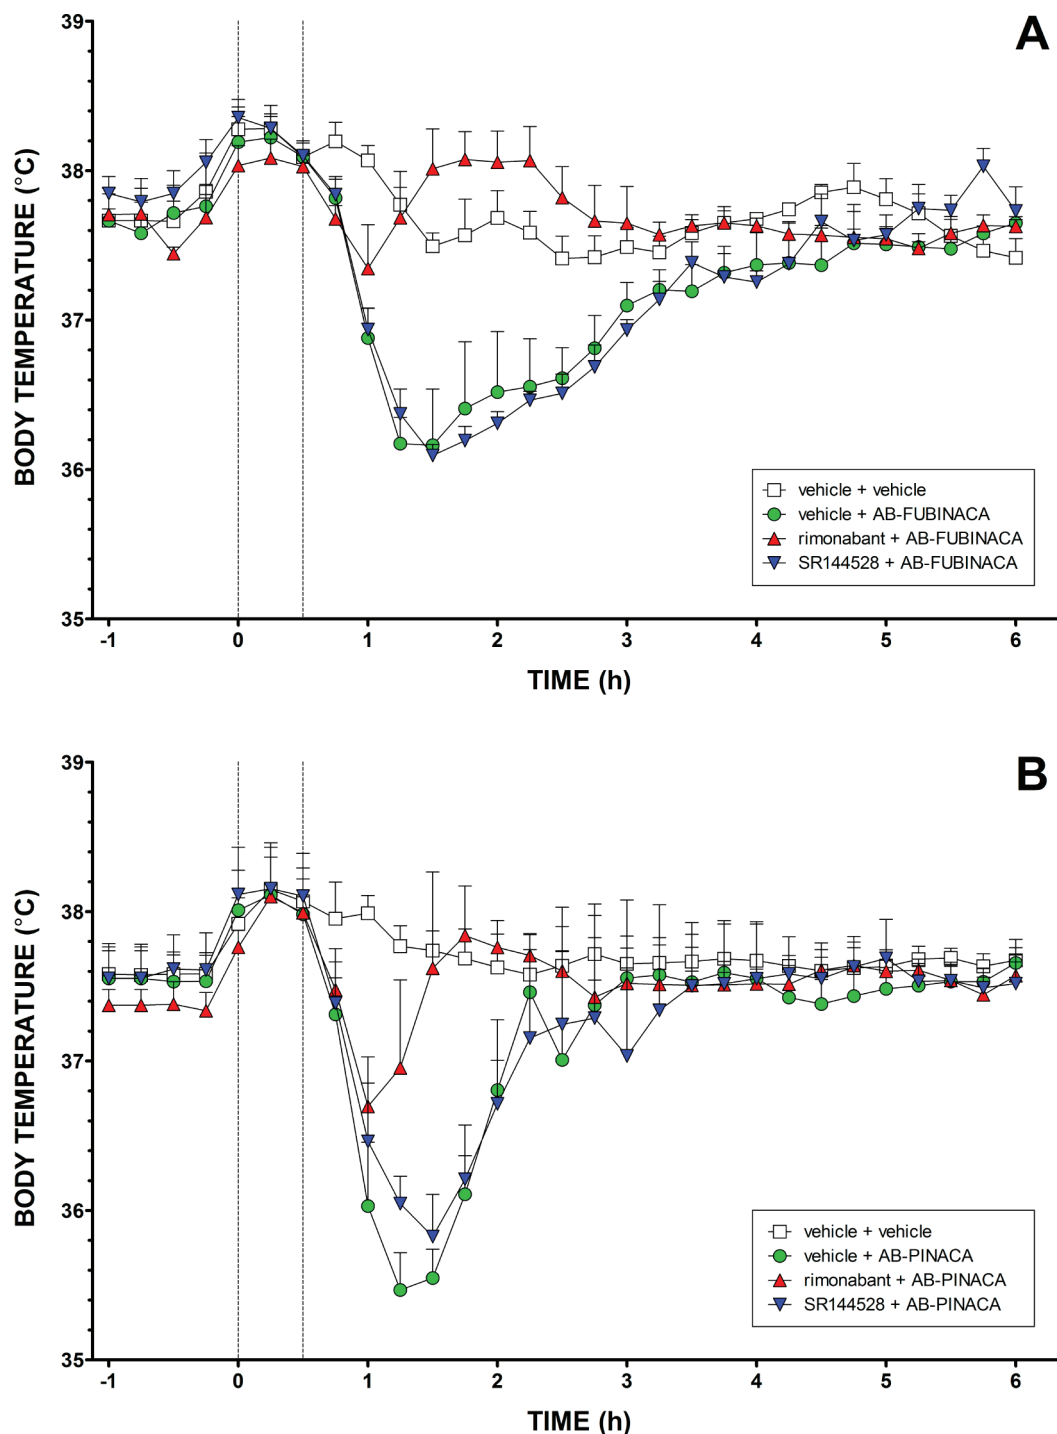 A
39
38
37
36
35
BODY TEMPERATURE (°C)
vehicle + vehicle
vehicle + AB-FUBINACA
rimonabant + AB-FUBINACA
SR144528 + AB-FUBINACA
-1 0 1 2 3 4 5 6
TIME (h)
B
39
38
37
36
35
BODY TEMPERATURE (°C)
vehicle + vehicle
vehicle + AB-PINACA
rimonabant + AB-PINACA
SR144528 + AB-PINACA
-1 0 1 2 3 4 5 6
TIME (h)